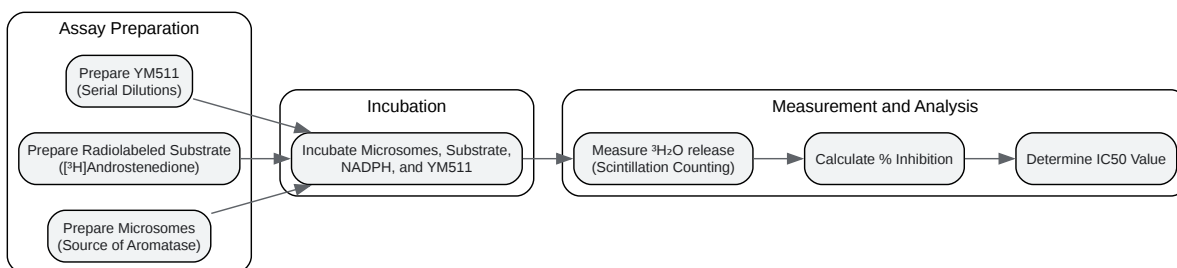 Assay Preparation
Prepare YM511
(Serial Dilutions)
Prepare Radiolabeled Substrate
([³H]Androstenedione)
Prepare Microsomes
(Source of Aromatase)
Incubation
Incubate Microsomes, Substrate,
NADPH, and YM511
Measurement and Analysis
Measure ³H₂O release
(Scintillation Counting)
Calculate % Inhibition
Determine IC50 Value